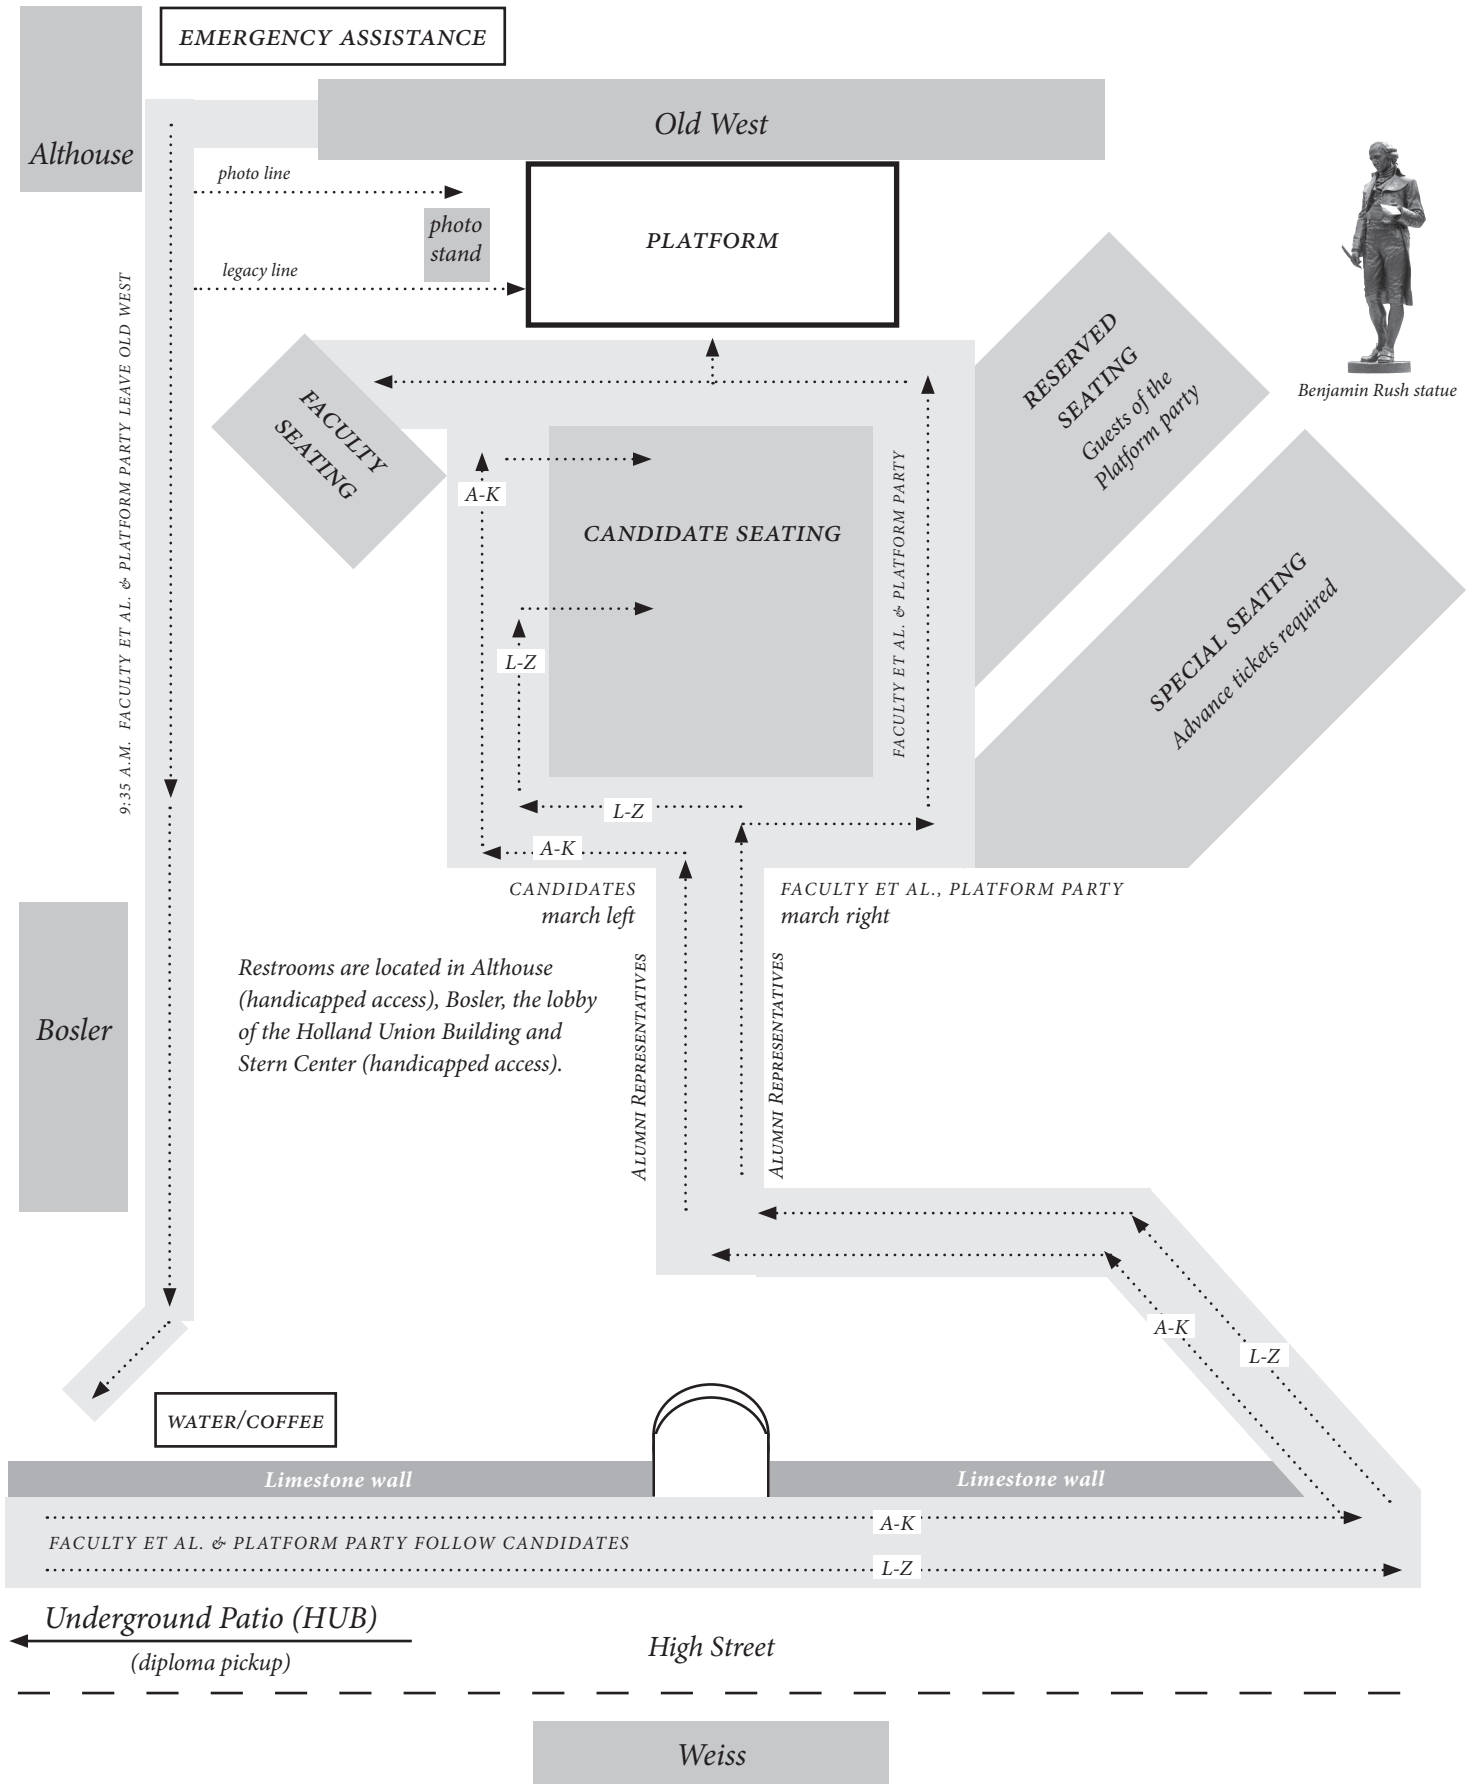 EMERGENCY ASSISTANCE
Old West
Althouse
photo line
photo
stand
PLATFORM
legacy line
9:35 A.M. FACULTY ET AL. & PLATFORM PARTY LEAVE OLD WEST
RESERVED
SEATING
Guests of the
Platform party
Benjamin Rush statue
FACULTY
SEATING
A-K
CANDIDATE SEATING
FACULTY ET AL. & PLATFORM PARTY
SPECIAL SEATING
Advance tickets required
L-Z
L-Z
A-K
CANDIDATES
march left
FACULTY ET AL., PLATFORM PARTY
march right
Restrooms are located in Althouse
(handicapped access), Bosler, the lobby
of the Holland Union Building and
Stern Center (handicapped access).
Bosler
ALUMNI REPRESENTATIVES
ALUMNI REPRESENTATIVES
A-K
L-Z
WATER/COFFEE
Limestone wall
Limestone wall
A-K
FACULTY ET AL. & PLATFORM PARTY FOLLOW CANDIDATES
L-Z
Underground Patio (HUB)
(diploma pickup)
High Street
Weiss